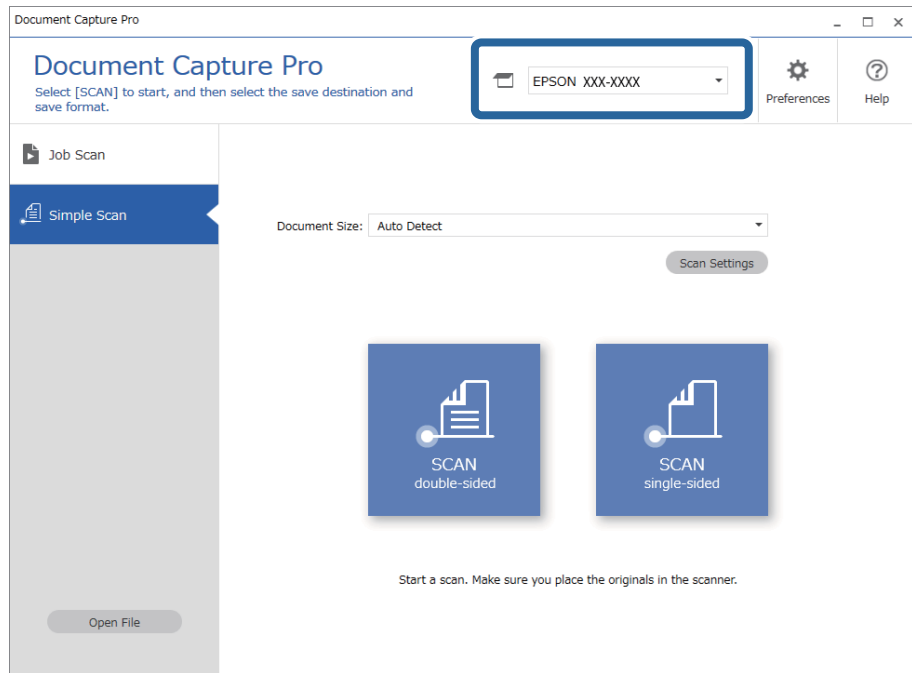 Document Capture Pro
Document Capture Pro
Select [SCAN] to start, and then select the save destination and
save format.
EPSON XXX-XXXX
Preferences
Help
Job Scan
Simple Scan
Document Size:
Auto Detect
Scan Settings
SCAN
double-sided
SCAN
single-sided
Start a scan. Make sure you place the originals in the scanner.
Open File